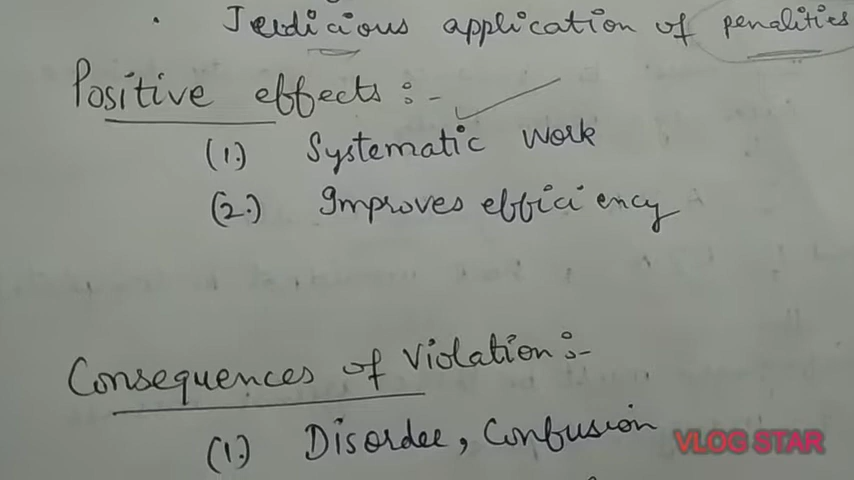 • Judicious application of penalities
Positive effects :-
(1.) Systematic work
(2.) Improves efficiency
Consequences of violation :-
(1.) Disorder, Confusion
VLOG STAR